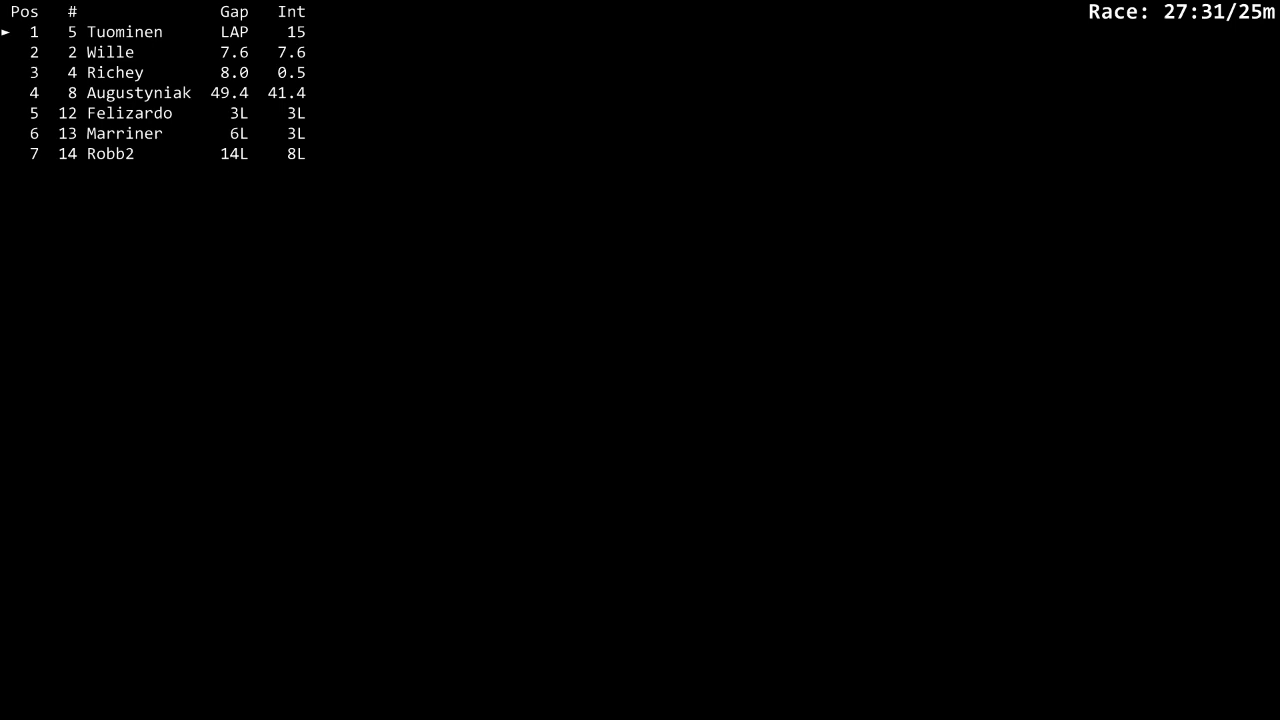 Pos # Gap Int Race: 27:31/25m
► 1 5 Tuominen LAP 15
2 2 Wille 7.6 7.6
3 4 Richey 8.0 0.5
4 8 Augustyniak 49.4 41.4
5 12 Felizardo 3L 3L
6 13 Marriner 6L 3L
7 14 Robb2 14L 8L